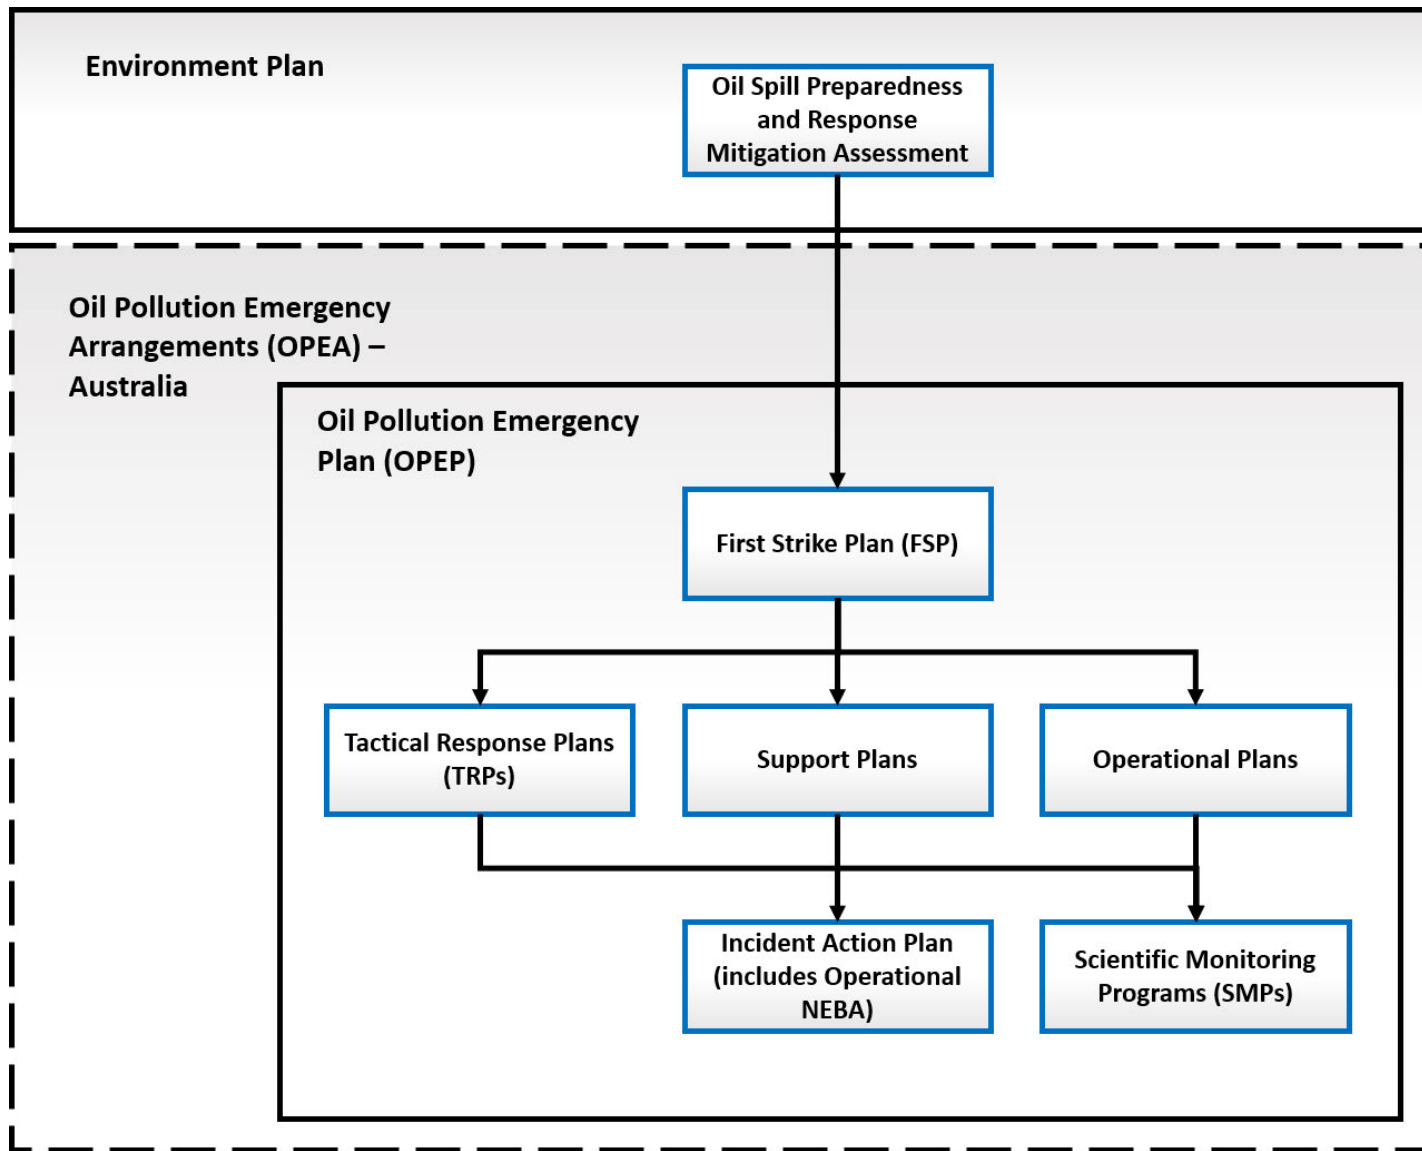 Environment Plan
Oil Spill Preparedness
and Response
Mitigation Assessment
Oil Pollution Emergency
Arrangements (OPEA) –
Australia
Oil Pollution Emergency
Plan (OPEP)
First Strike Plan (FSP)
Tactical Response Plans
(TRPs)
Support Plans
Operational Plans
Incident Action Plan
(includes Operational
NEBA)
Scientific Monitoring
Programs (SMPs)